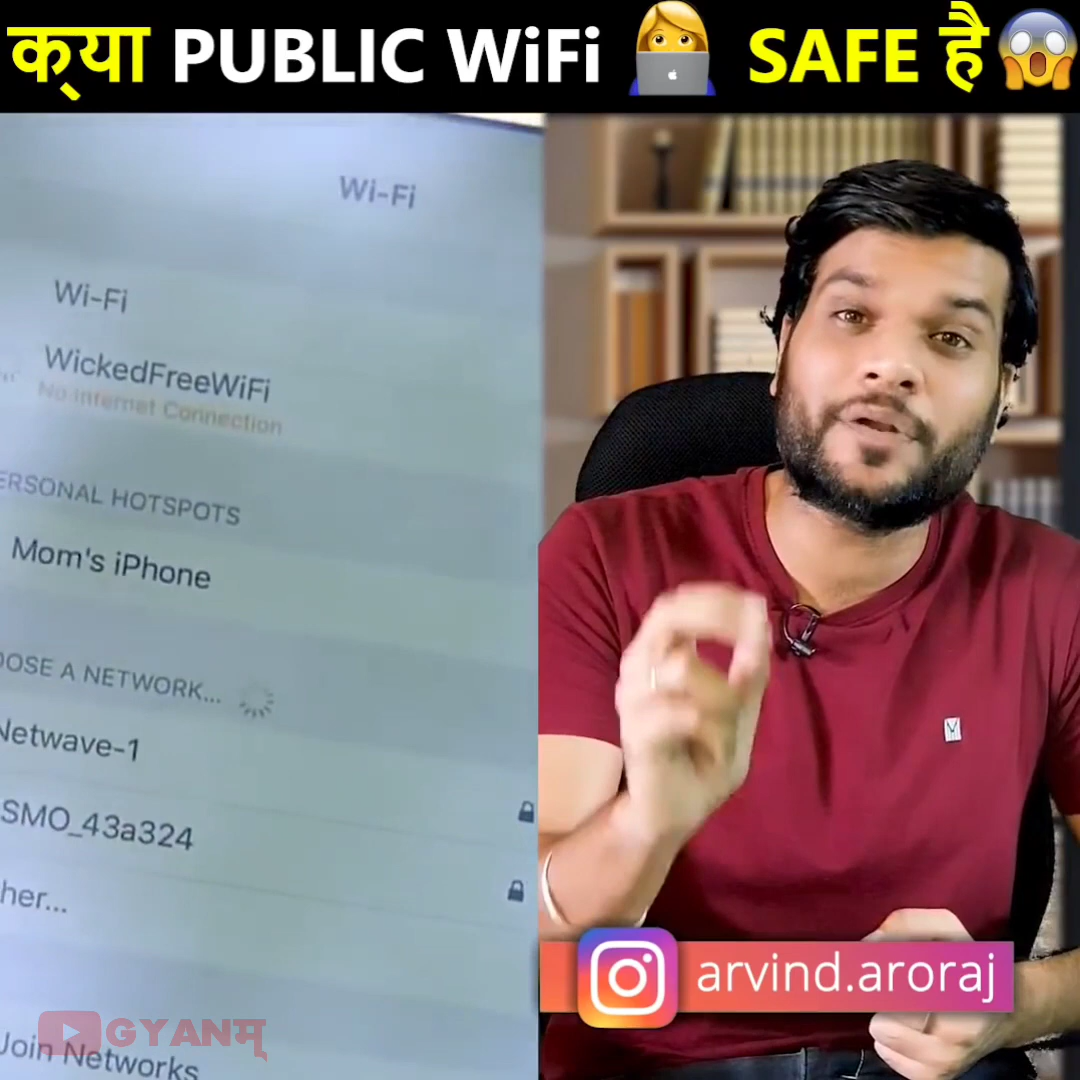 क्या PUBLIC WiFi 👩‍💻 SAFE है😱
Wi-Fi
Wi-Fi
WickedFreeWiFi
No Internet Connection
ERSONAL HOTSPOTS
Mom's iPhone
OOSE A NETWORK...
Netwave-1
SMO_43a324
her...
Join Networks
GYANम्
arvind.aroraj